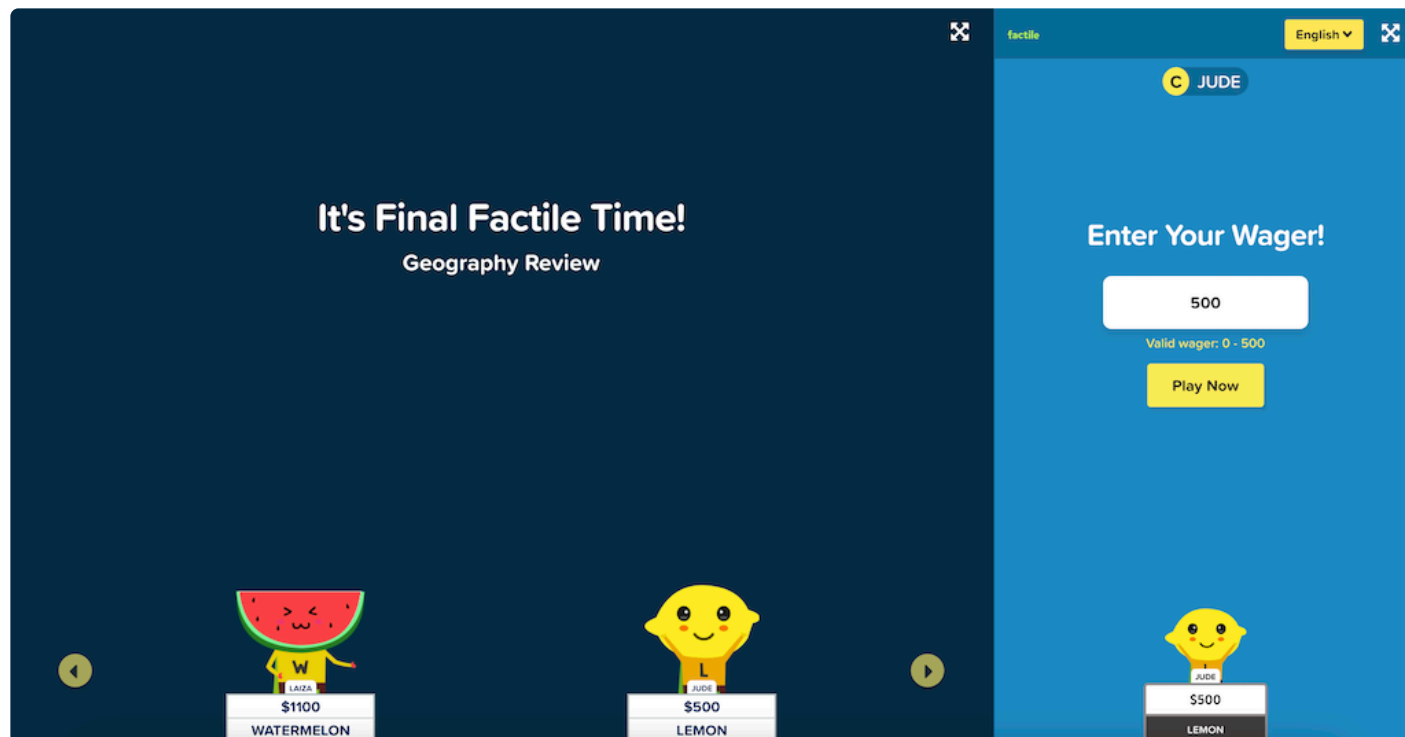 It's Final Factile Time!
Geography Review
W
LAIZA
$1100
WATERMELON
L
JUDE
$500
LEMON
factile
English
C JUDE
Enter Your Wager!
500
Valid wager: 0 - 500
Play Now
JUDE
$500
LEMON